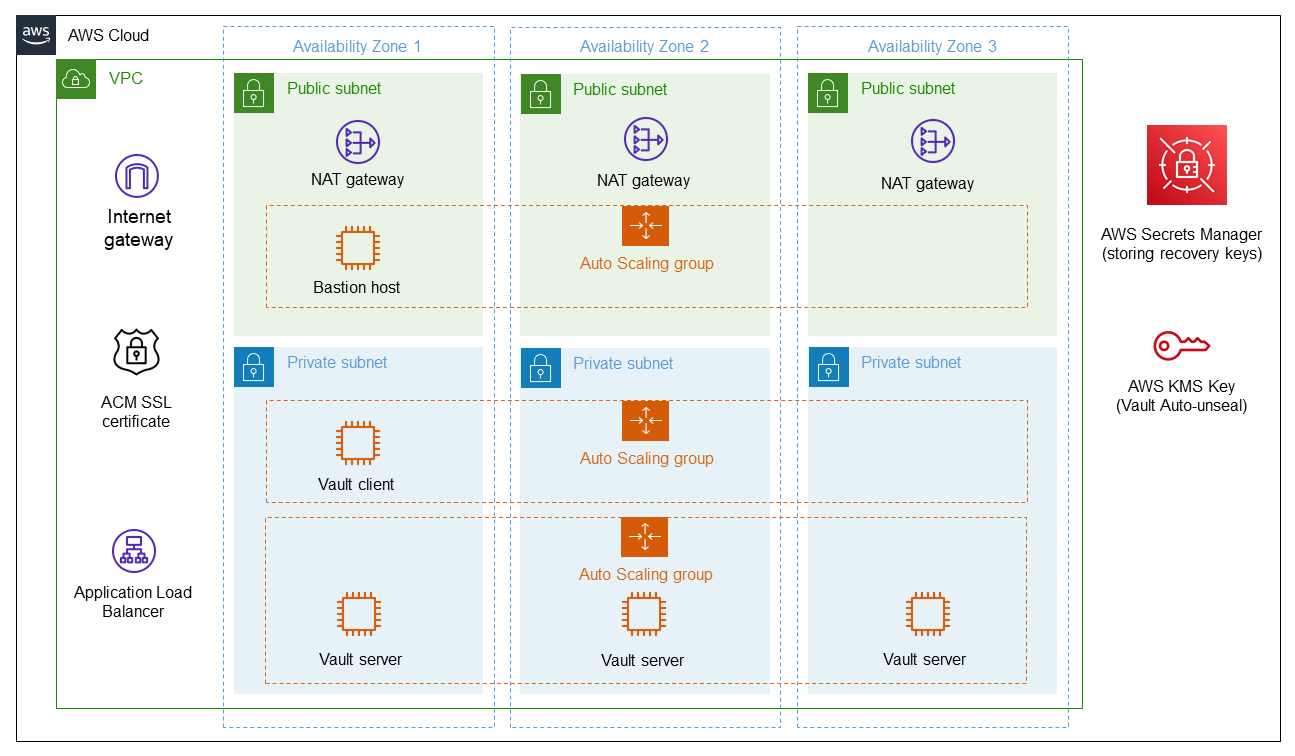 aws
AWS Cloud
Availability Zone 1
Availability Zone 2
Availability Zone 3
VPC
Public subnet
Public subnet
Public subnet
NAT gateway
NAT gateway
NAT gateway
Internet
gateway
Auto Scaling group
Bastion host
AWS Secrets Manager
(storing recovery keys)
Private subnet
Private subnet
Private subnet
ACM SSL
certificate
AWS KMS Key
(Vault Auto-unseal)
Auto Scaling group
Vault client
Auto Scaling group
Application Load
Balancer
Vault server
Vault server
Vault server